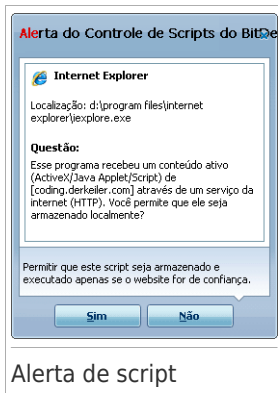 Alerta do Controle de Scripts do BitDe
Internet Explorer
Localização: d:\program files\internet
explorer\iexplore.exe
Questão:
Esse programa recebeu um conteúdo ativo
(ActiveX/Java Applet/Script) de
[coding.derkeiler.com] através de um serviço da
internet (HTTP). Você permite que ele seja
armazenado localmente?
Permitir que este script seja armazenado e
executado apenas se o website for de confiança.
Sim
Não
Alerta de script